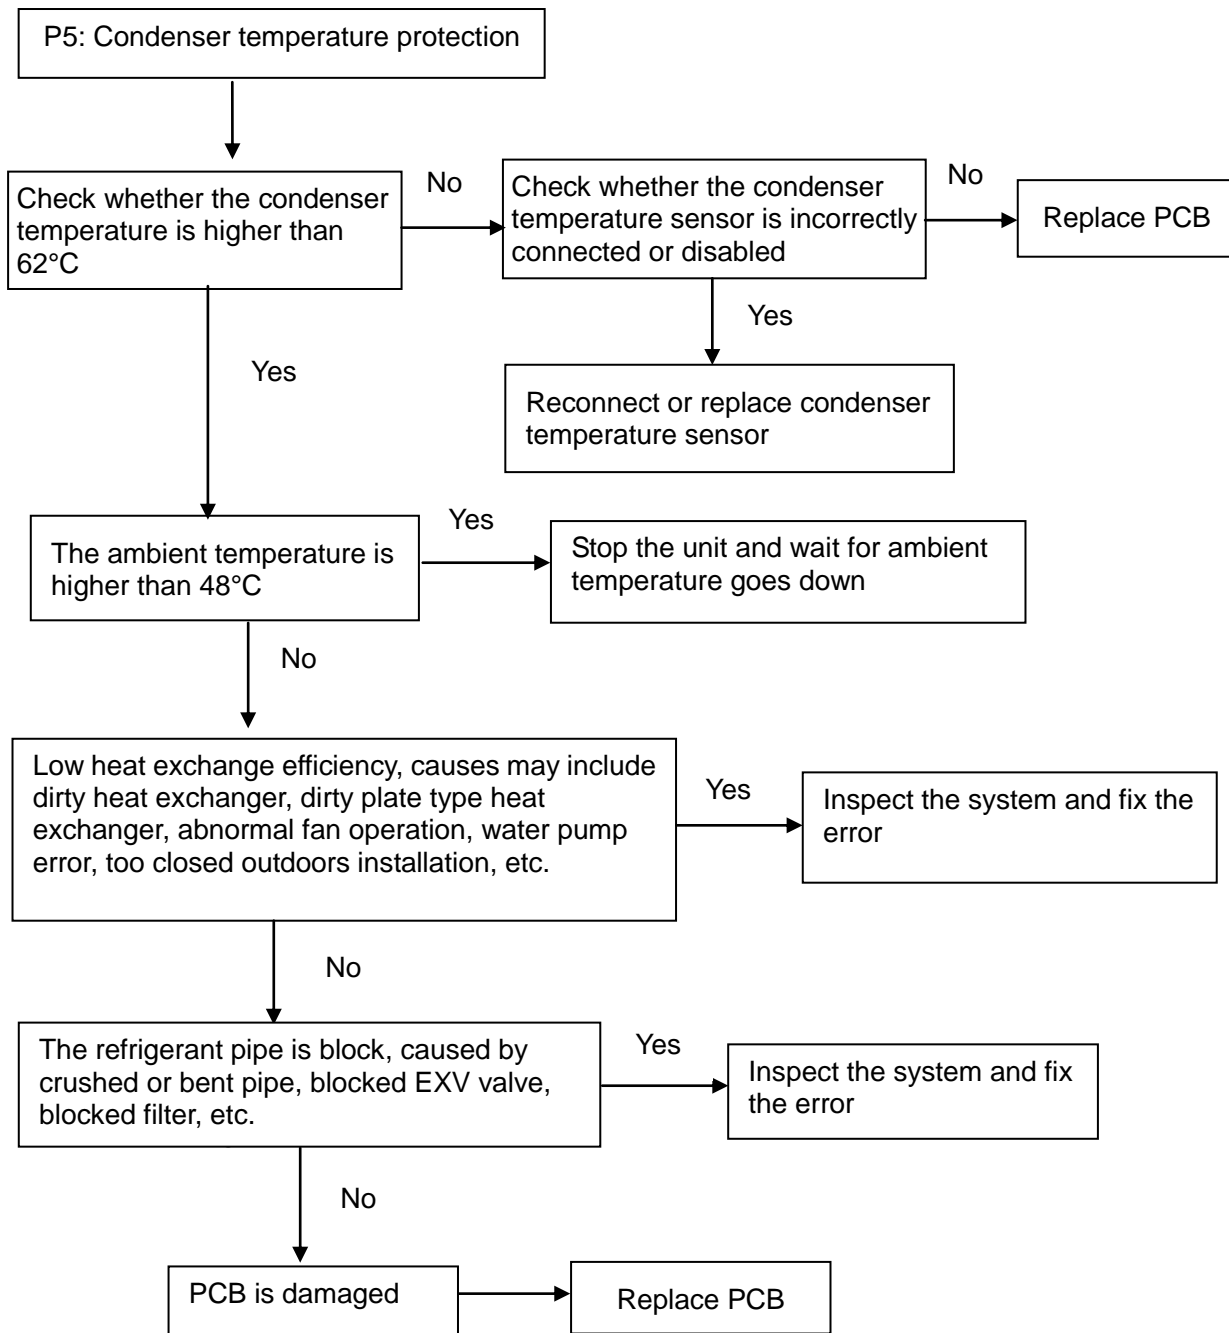 P5: Condenser temperature protection
Check whether the condenser
temperature is higher than
62°C
No
Check whether the condenser
temperature sensor is incorrectly
connected or disabled
No
Replace PCB
Yes
Yes
Reconnect or replace condenser
temperature sensor
The ambient temperature is
higher than 48°C
Yes
Stop the unit and wait for ambient
temperature goes down
No
Low heat exchange efficiency, causes may include
dirty heat exchanger, dirty plate type heat
exchanger, abnormal fan operation, water pump
error, too closed outdoors installation, etc.
Yes
Inspect the system and fix the
error
No
The refrigerant pipe is block, caused by
crushed or bent pipe, blocked EXV valve,
blocked filter, etc.
Yes
Inspect the system and fix
the error
No
PCB is damaged
Replace PCB